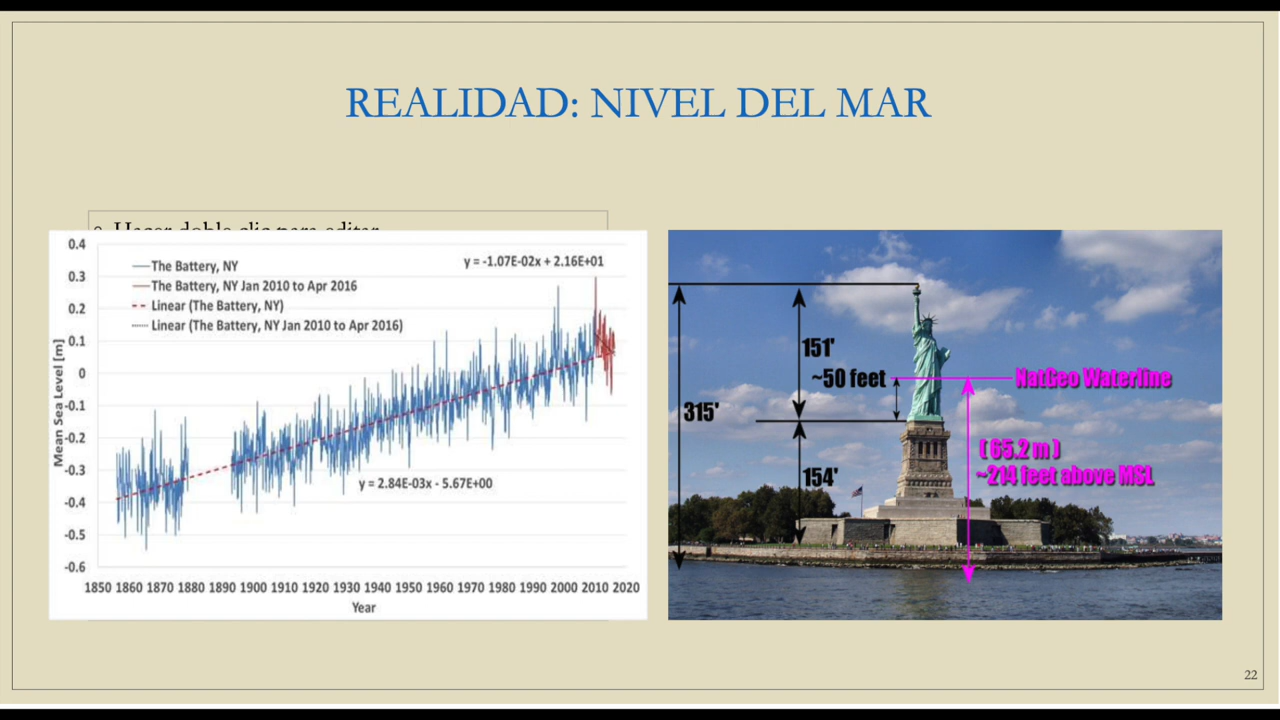 REALIDAD: NIVEL DEL MAR
Hacer doble clic para editar
0.4
0.3
0.2
0.1
0
-0.1
-0.2
-0.3
-0.4
-0.5
-0.6
Mean Sea Level [m]
The Battery, NY
The Battery, NY Jan 2010 to Apr 2016
Linear (The Battery, NY)
Linear (The Battery, NY Jan 2010 to Apr 2016)
y = -1.07E-02x + 2.16E+01
y = 2.84E-03x - 5.67E+00
1850 1860 1870 1880 1890 1900 1910 1920 1930 1940 1950 1960 1970 1980 1990 2000 2010 2020
Year
151'
~50 feet
NatGeo Waterline
315'
(65.2 m)
~214 feet above MSL
154'
22